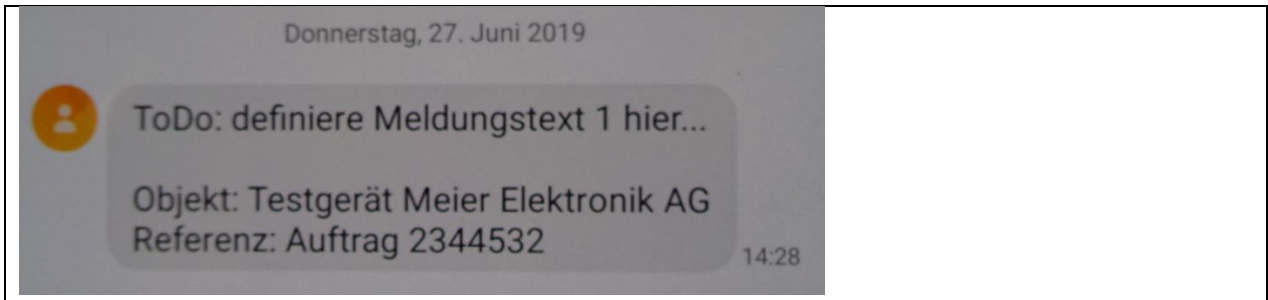 Donnerstag, 27. Juni 2019
ToDo: definiere Meldungstext 1 hier...
Objekt: Testgerät Meier Elektronik AG
Referenz: Auftrag 2344532
14:28